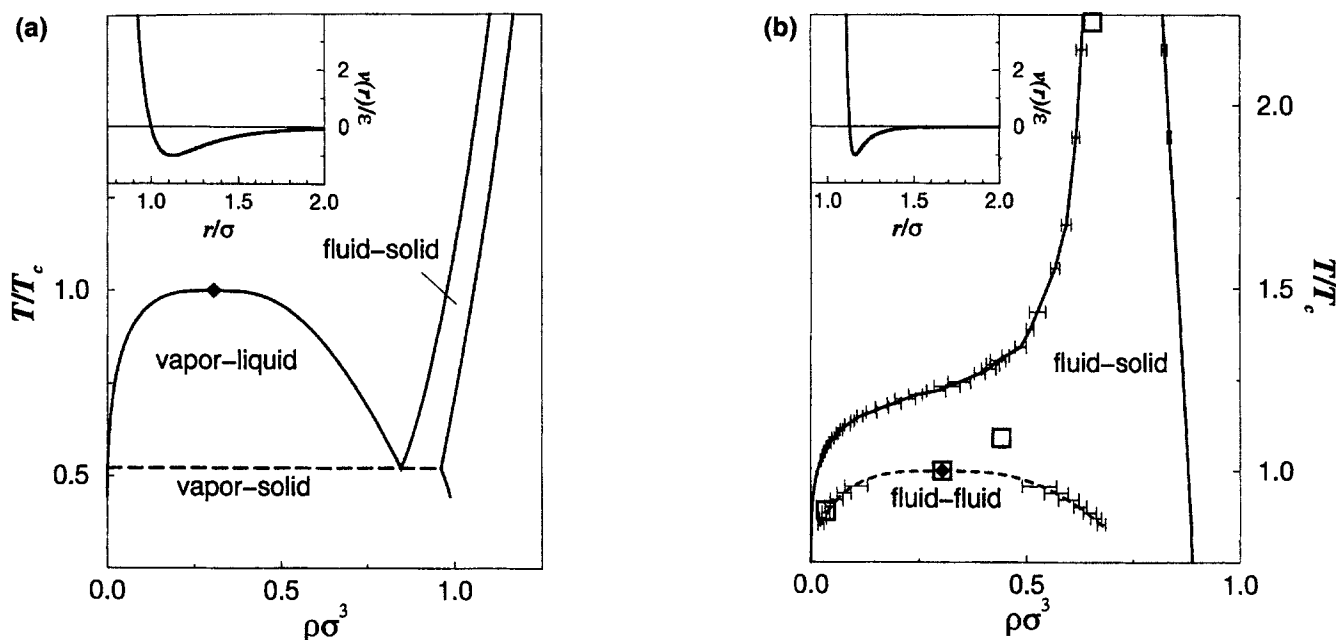 (a)
2
0
v(r)/ε
1.0 1.5 2.0
r/σ
fluid–solid
T/T_c
1.0
vapor–liquid
0.5
vapor–solid
0.0 0.5 1.0
ρσ³
(b)
2
0
v(r)/ε
1.0 1.5 2.0
r/σ
2.0
fluid–solid
1.5
T/T_c
1.0
fluid–fluid
0.0 0.5 1.0
ρσ³